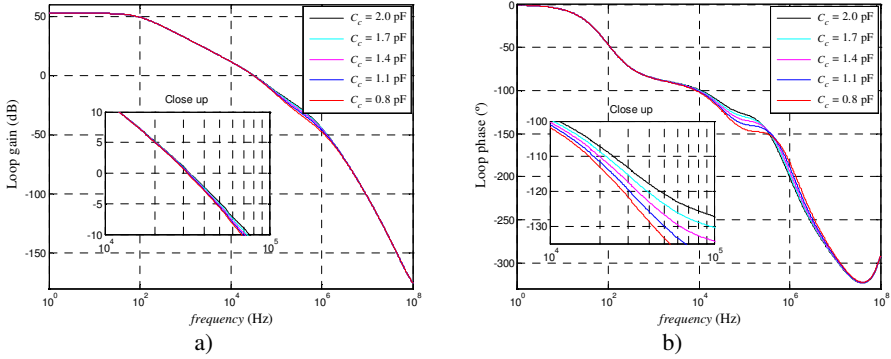 50
0
-50
-100
-150
Loop gain (dB)
10^0
10^2
10^4
10^6
10^8
frequency (Hz)
C_c = 2.0 pF
C_c = 1.7 pF
C_c = 1.4 pF
C_c = 1.1 pF
C_c = 0.8 pF
Close up
10
5
0
-5
-10
10^4
10^5
a)
0
-50
-100
-150
-200
-250
-300
Loop phase (º)
10^0
10^2
10^4
10^6
10^8
frequency (Hz)
C_c = 2.0 pF
C_c = 1.7 pF
C_c = 1.4 pF
C_c = 1.1 pF
C_c = 0.8 pF
Close up
-100
-110
-120
-130
10^4
10^5
b)